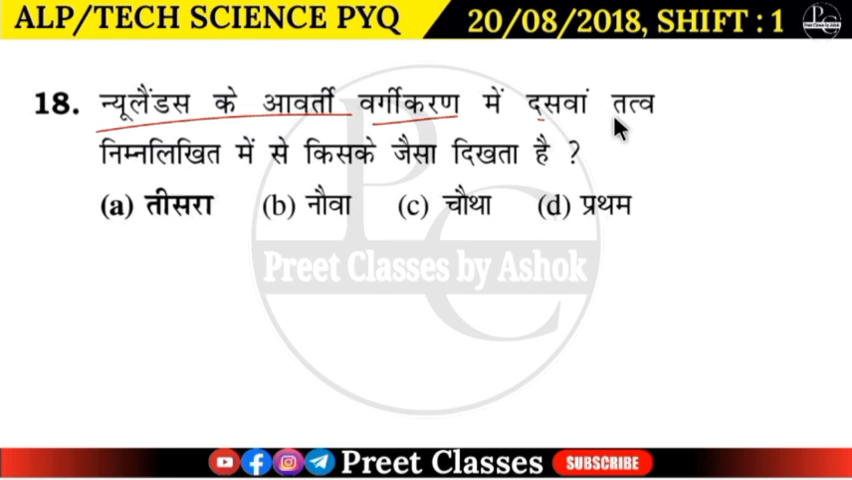 ALP/TECH SCIENCE PYQ
20/08/2018, SHIFT : 1
18. न्यूलैंडस के आवर्ती वर्गीकरण में दसवां तत्व
निम्नलिखित में से किसके जैसा दिखता है ?
(a) तीसरा (b) नौवा (c) चौथा (d) प्रथम
Preet Classes by Ashok
Preet Classes SUBSCRIBE